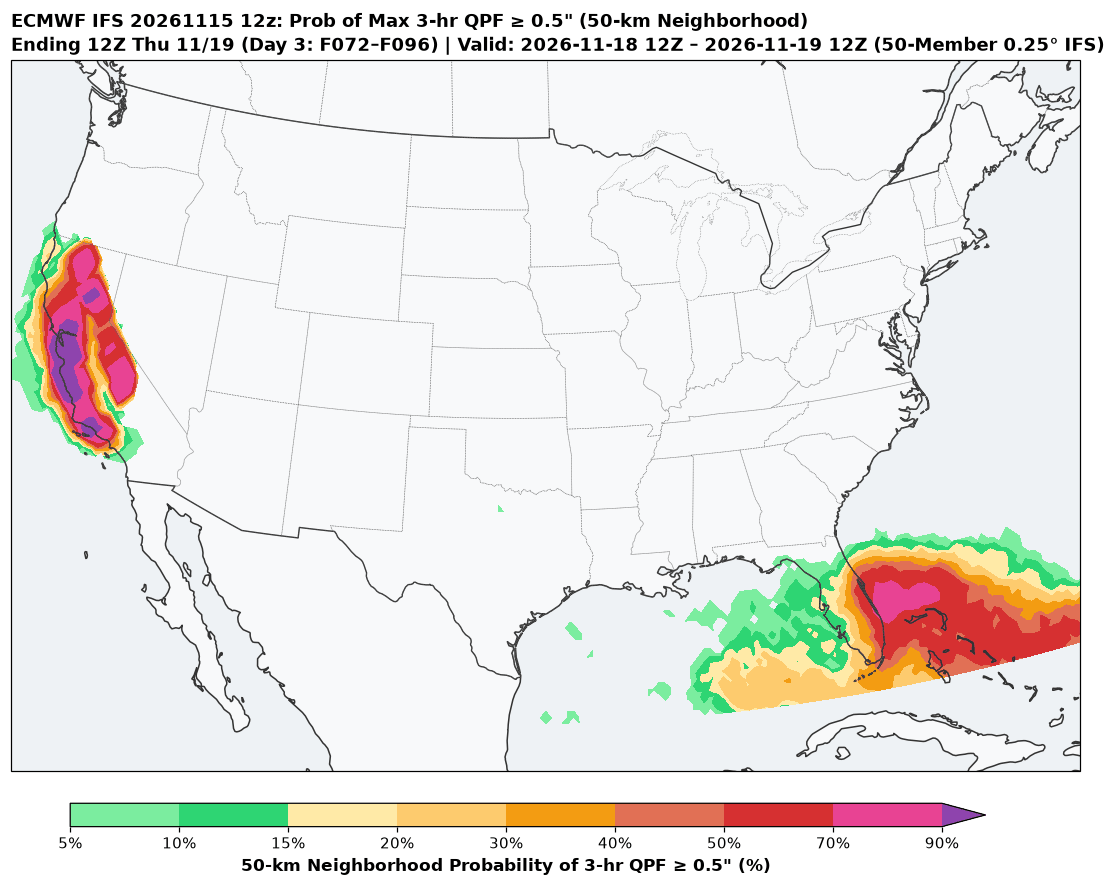 ECMWF IFS 20261115 12z: Prob of Max 3-hr QPF ≥ 0.5" (50-km Neighborhood)
Ending 12Z Thu 11/19 (Day 3: F072–F096) | Valid: 2026-11-18 12Z – 2026-11-19 12Z (50-Member 0.25° IFS)
5% 10% 15% 20% 30% 40% 50% 70% 90%
50-km Neighborhood Probability of 3-hr QPF ≥ 0.5" (%)